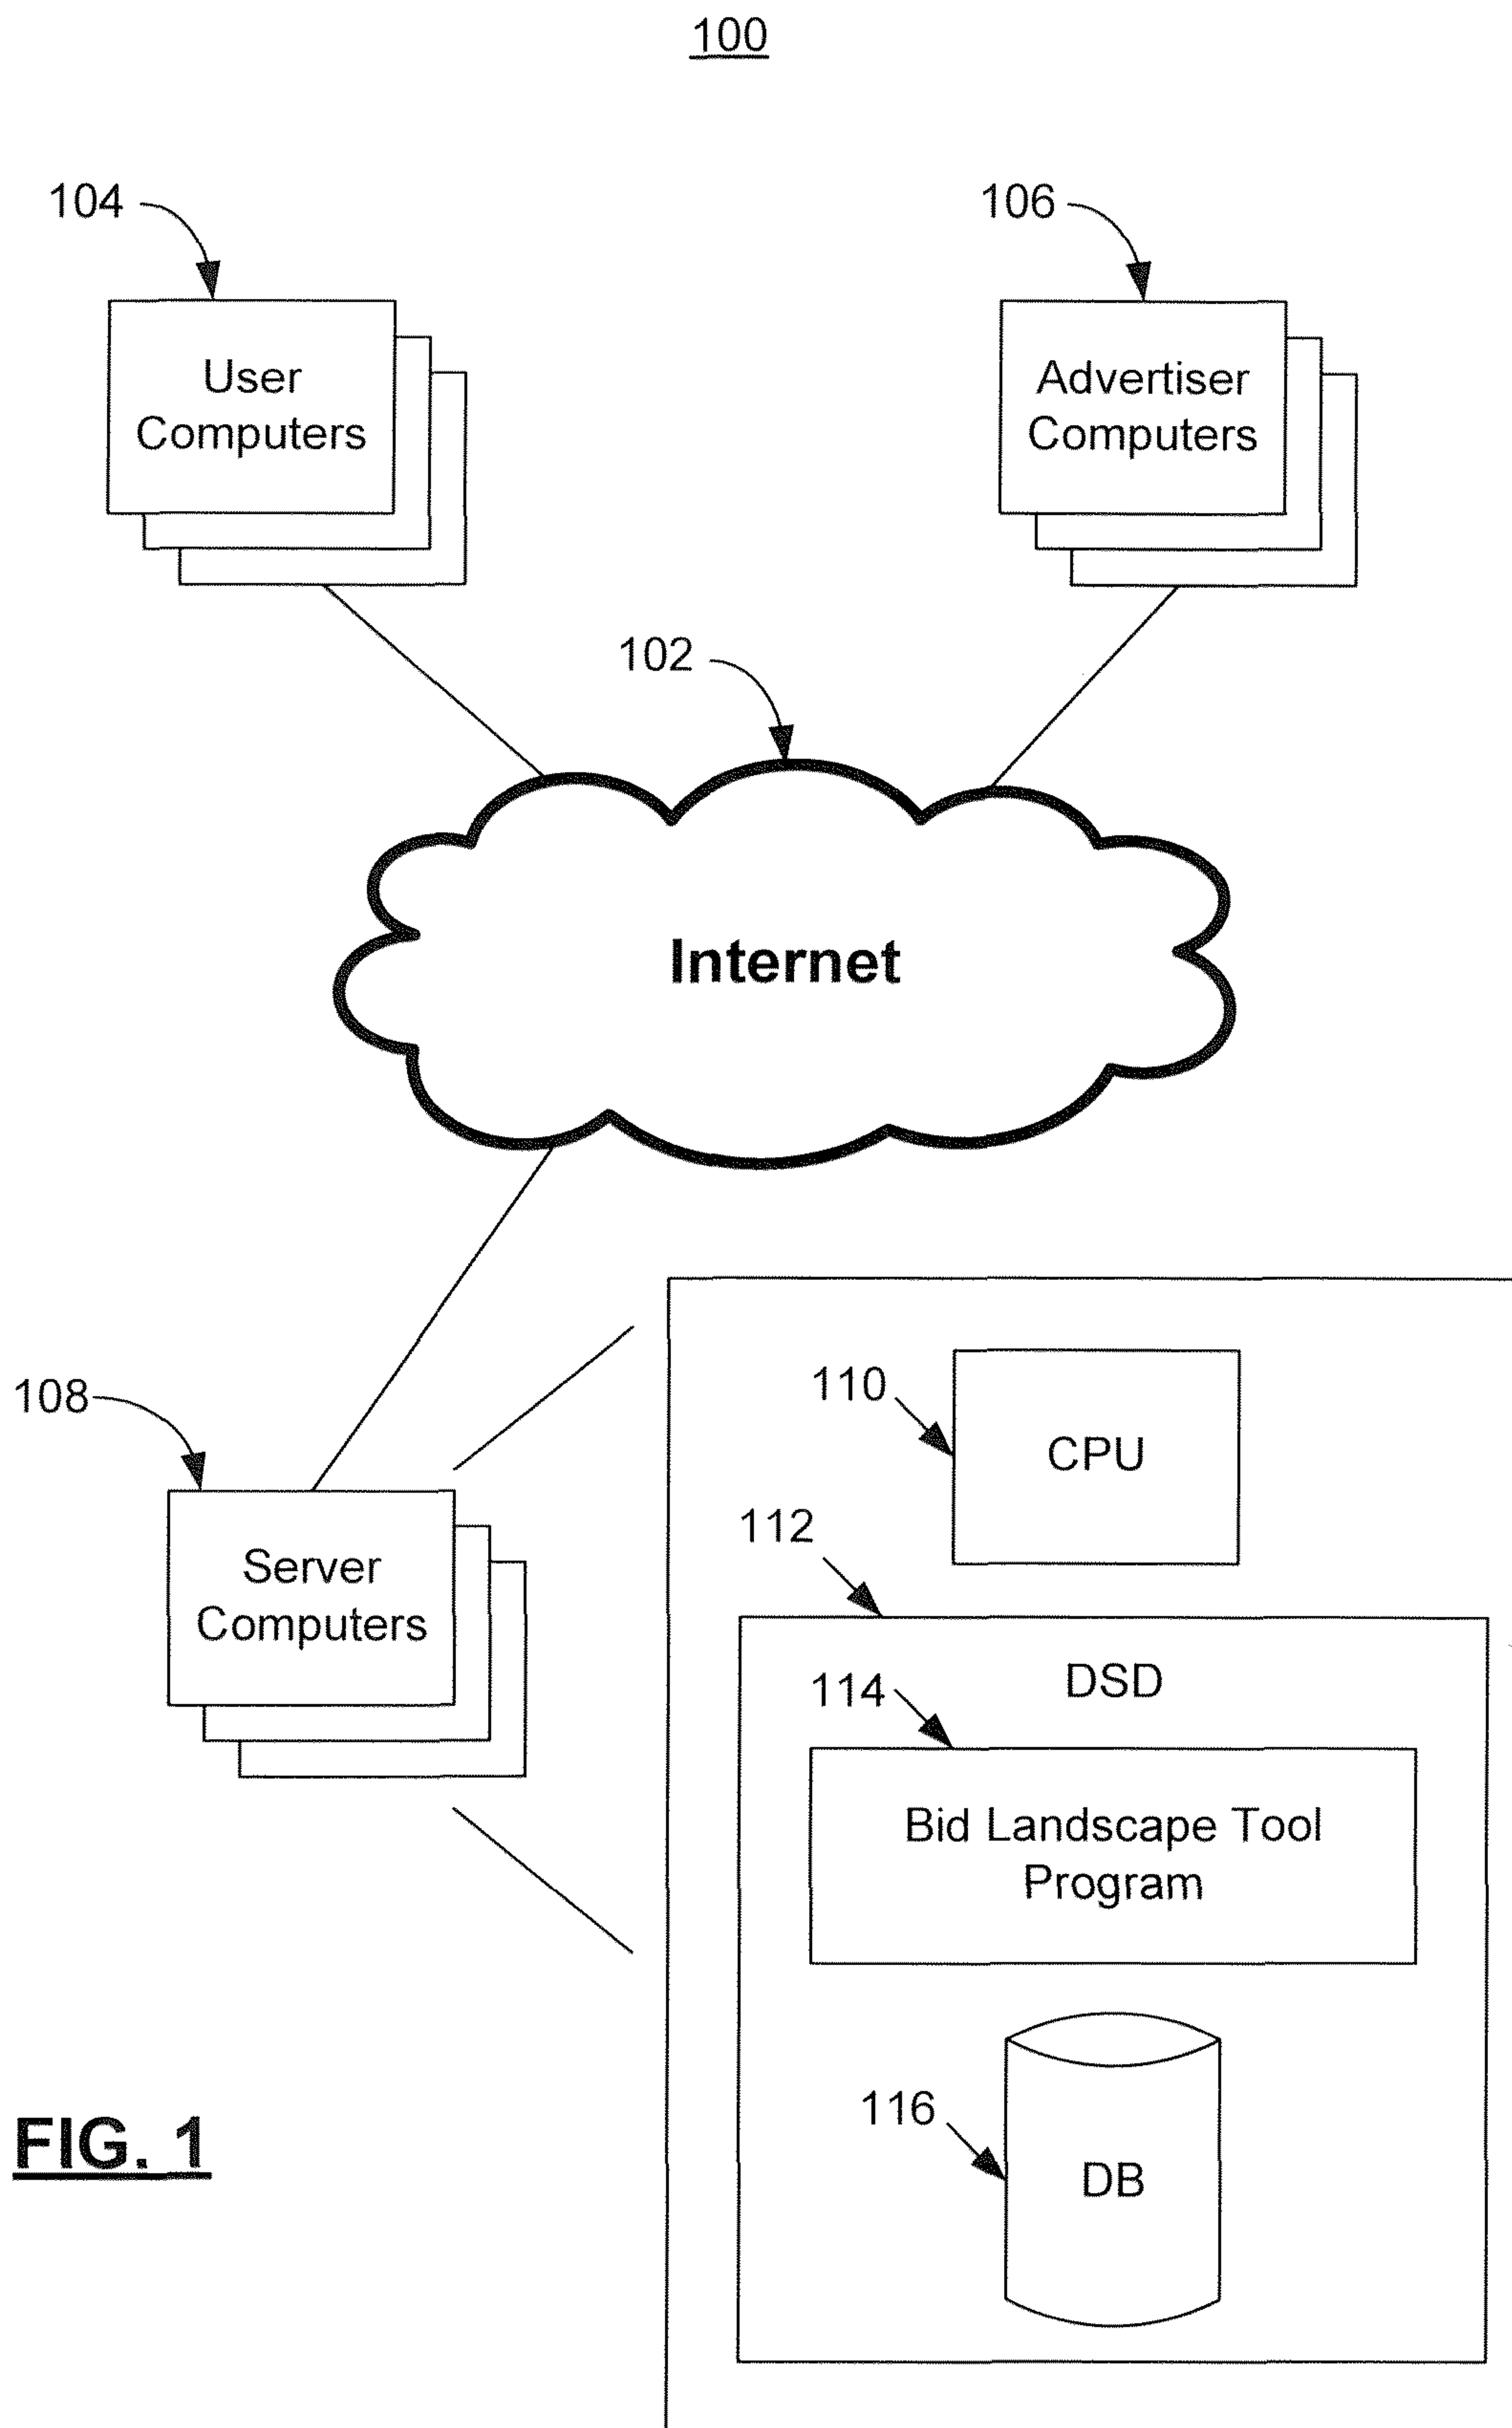 100
104
106
User
Computers
Advertiser
Computers
102
Internet
108
Server
Computers
110
CPU
112
DSD
114
Bid Landscape Tool
Program
116
DB
FIG. 1